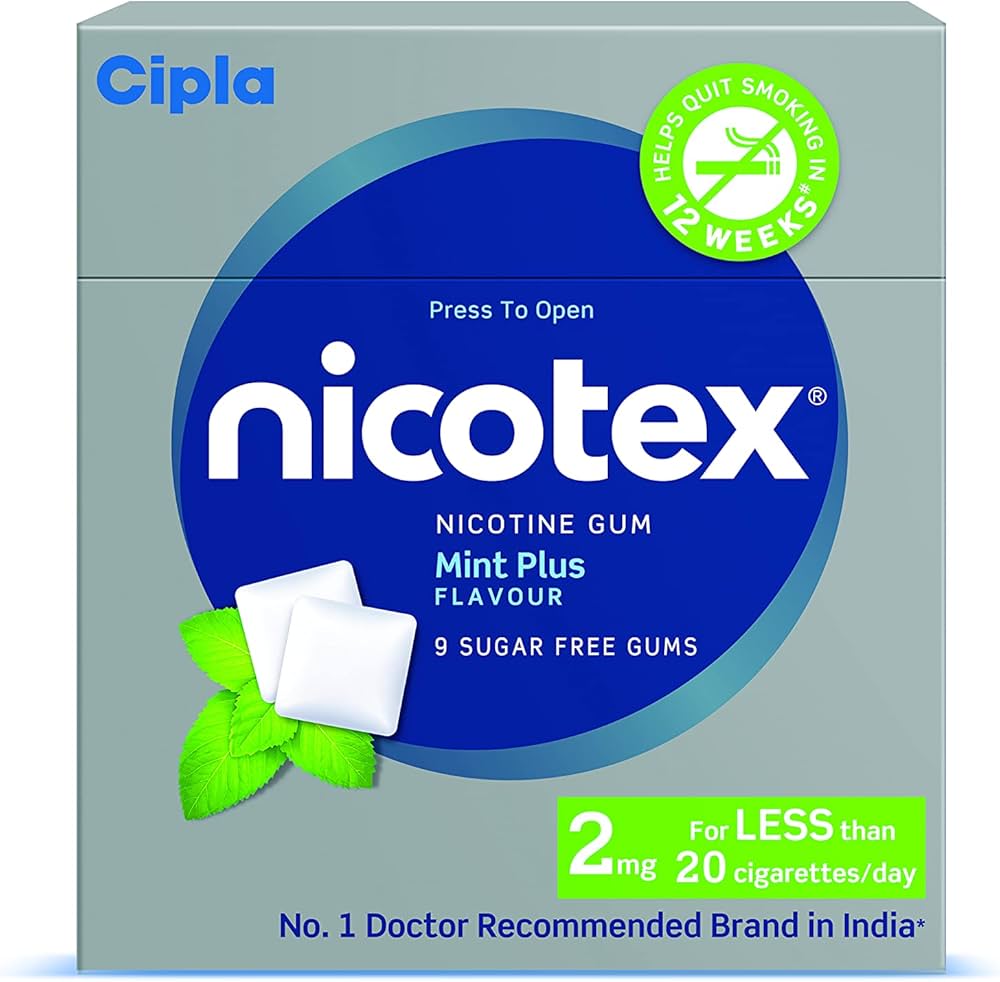 Cipla
HELPS QUIT SMOKING IN
12 WEEKS#
Press To Open
nicotex®
NICOTINE GUM
Mint Plus
FLAVOUR
9 SUGAR FREE GUMS
2mg
For LESS than
20 cigarettes/day
No. 1 Doctor Recommended Brand in India*